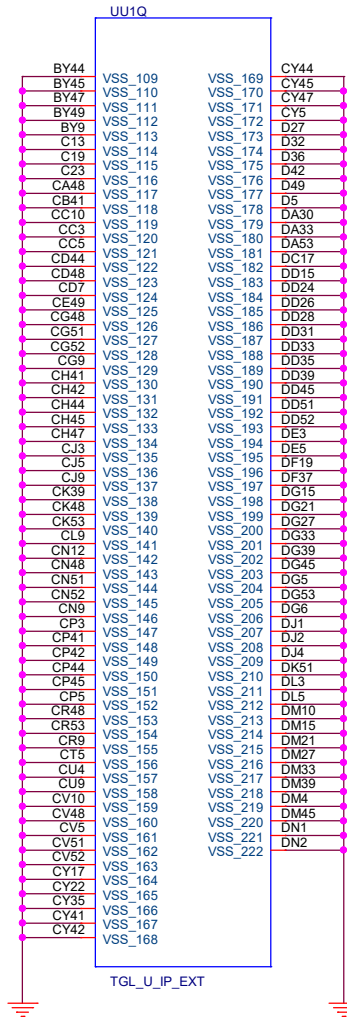 UU1Q
BY44 VSS_109 VSS_169 CY44
BY45 VSS_110 VSS_170 CY45
BY47 VSS_111 VSS_171 CY47
BY49 VSS_112 VSS_172 CY5
BY9 VSS_113 VSS_173 D27
C13 VSS_114 VSS_174 D32
C19 VSS_115 VSS_175 D36
C23 VSS_116 VSS_176 D42
CA48 VSS_117 VSS_177 D49
CB41 VSS_118 VSS_178 D5
CC10 VSS_119 VSS_179 DA30
CC3 VSS_120 VSS_180 DA33
CC5 VSS_121 VSS_181 DA53
CD44 VSS_122 VSS_182 DC17
CD48 VSS_123 VSS_183 DD15
CD7 VSS_124 VSS_184 DD24
CE49 VSS_125 VSS_185 DD26
CG48 VSS_126 VSS_186 DD28
CG51 VSS_127 VSS_187 DD31
CG52 VSS_128 VSS_188 DD33
CG9 VSS_129 VSS_189 DD35
CH41 VSS_130 VSS_190 DD39
CH42 VSS_131 VSS_191 DD45
CH44 VSS_132 VSS_192 DD51
CH45 VSS_133 VSS_193 DD52
CH47 VSS_134 VSS_194 DE3
CJ3 VSS_135 VSS_195 DE5
CJ5 VSS_136 VSS_196 DF19
CJ9 VSS_137 VSS_197 DF37
CK39 VSS_138 VSS_198 DG15
CK48 VSS_139 VSS_199 DG21
CK53 VSS_140 VSS_200 DG27
CL9 VSS_141 VSS_201 DG33
CN12 VSS_142 VSS_202 DG39
CN48 VSS_143 VSS_203 DG45
CN51 VSS_144 VSS_204 DG5
CN52 VSS_145 VSS_205 DG53
CN9 VSS_146 VSS_206 DG6
CP3 VSS_147 VSS_207 DJ1
CP41 VSS_148 VSS_208 DJ2
CP42 VSS_149 VSS_209 DJ4
CP44 VSS_150 VSS_210 DK51
CP45 VSS_151 VSS_211 DL3
CP5 VSS_152 VSS_212 DL5
CR48 VSS_153 VSS_213 DM10
CR53 VSS_154 VSS_214 DM15
CR9 VSS_155 VSS_215 DM21
CT5 VSS_156 VSS_216 DM27
CU4 VSS_157 VSS_217 DM33
CU9 VSS_158 VSS_218 DM39
CV10 VSS_159 VSS_219 DM4
CV48 VSS_160 VSS_220 DM45
CV5 VSS_161 VSS_221 DN1
CV51 VSS_162 VSS_222 DN2
CV52 VSS_163
CY17 VSS_164
CY22 VSS_165
CY35 VSS_166
CY41 VSS_167
CY42 VSS_168
TGL_U_IP_EXT